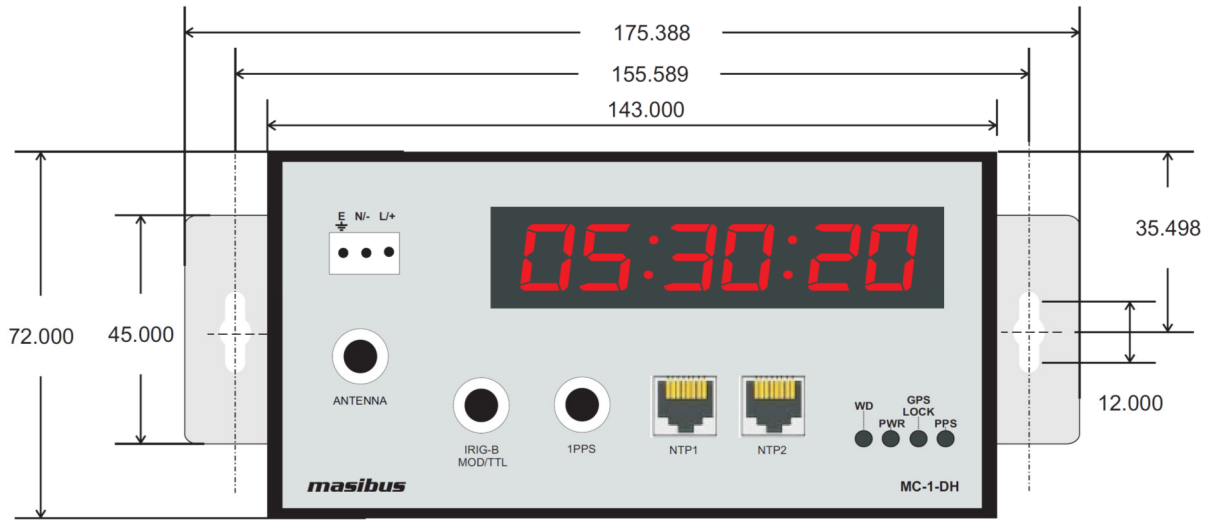 175.388
155.589
143.000
E N/- L/+
05:30:20
35.498
72.000
45.000
12.000
ANTENNA
WD
PWR
GPS
LOCK
PPS
IRIG-B
MOD/TTL
1PPS
NTP1
NTP2
masibus
MC-1-DH